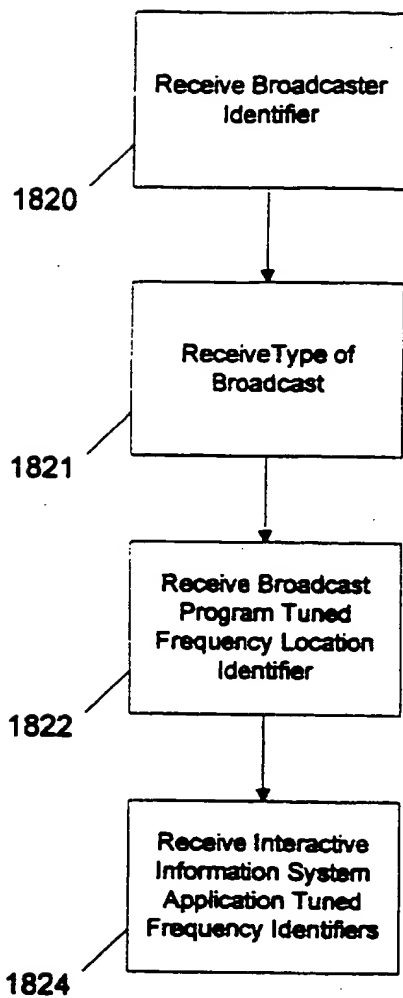 Receive Broadcaster
Identifier
1820
ReceiveType of
Broadcast
1821
Receive Broadcast
Program Tuned
Frequency Location
Identifier
1822
Receive Interactive
Information System
Application Tuned
Frequency Identifiers
1824